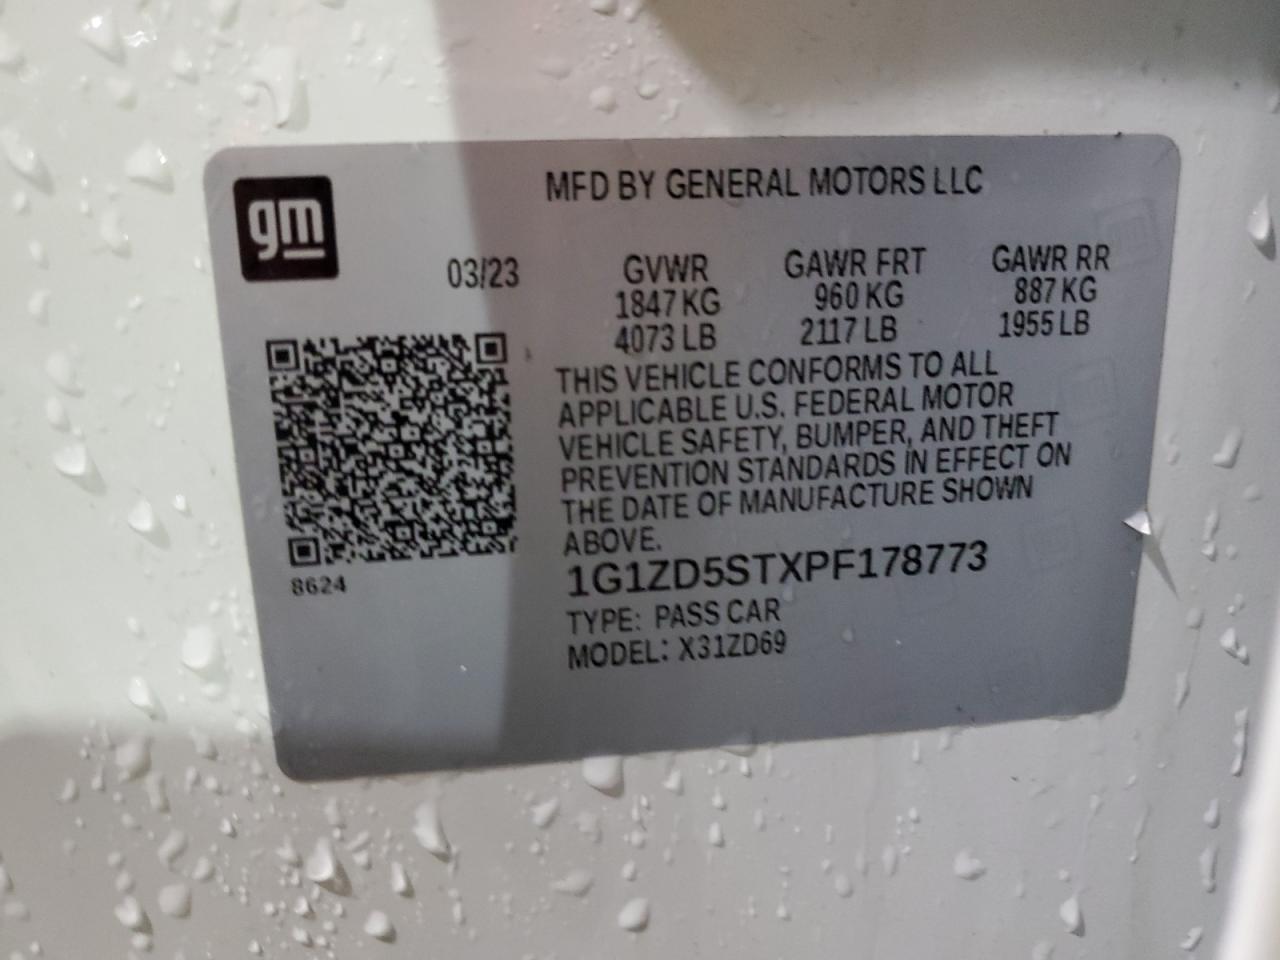 gm
MFD BY GENERAL MOTORS LLC
03/23
GVWR GAWR FRT GAWR RR
1847 KG 960 KG 887 KG
4073 LB 2117 LB 1955 LB
THIS VEHICLE CONFORMS TO ALL
APPLICABLE U.S. FEDERAL MOTOR
VEHICLE SAFETY, BUMPER, AND THEFT
PREVENTION STANDARDS IN EFFECT ON
THE DATE OF MANUFACTURE SHOWN
ABOVE.
8624
1G1ZD5STXPF178773
TYPE: PASS CAR
MODEL: X31ZD69